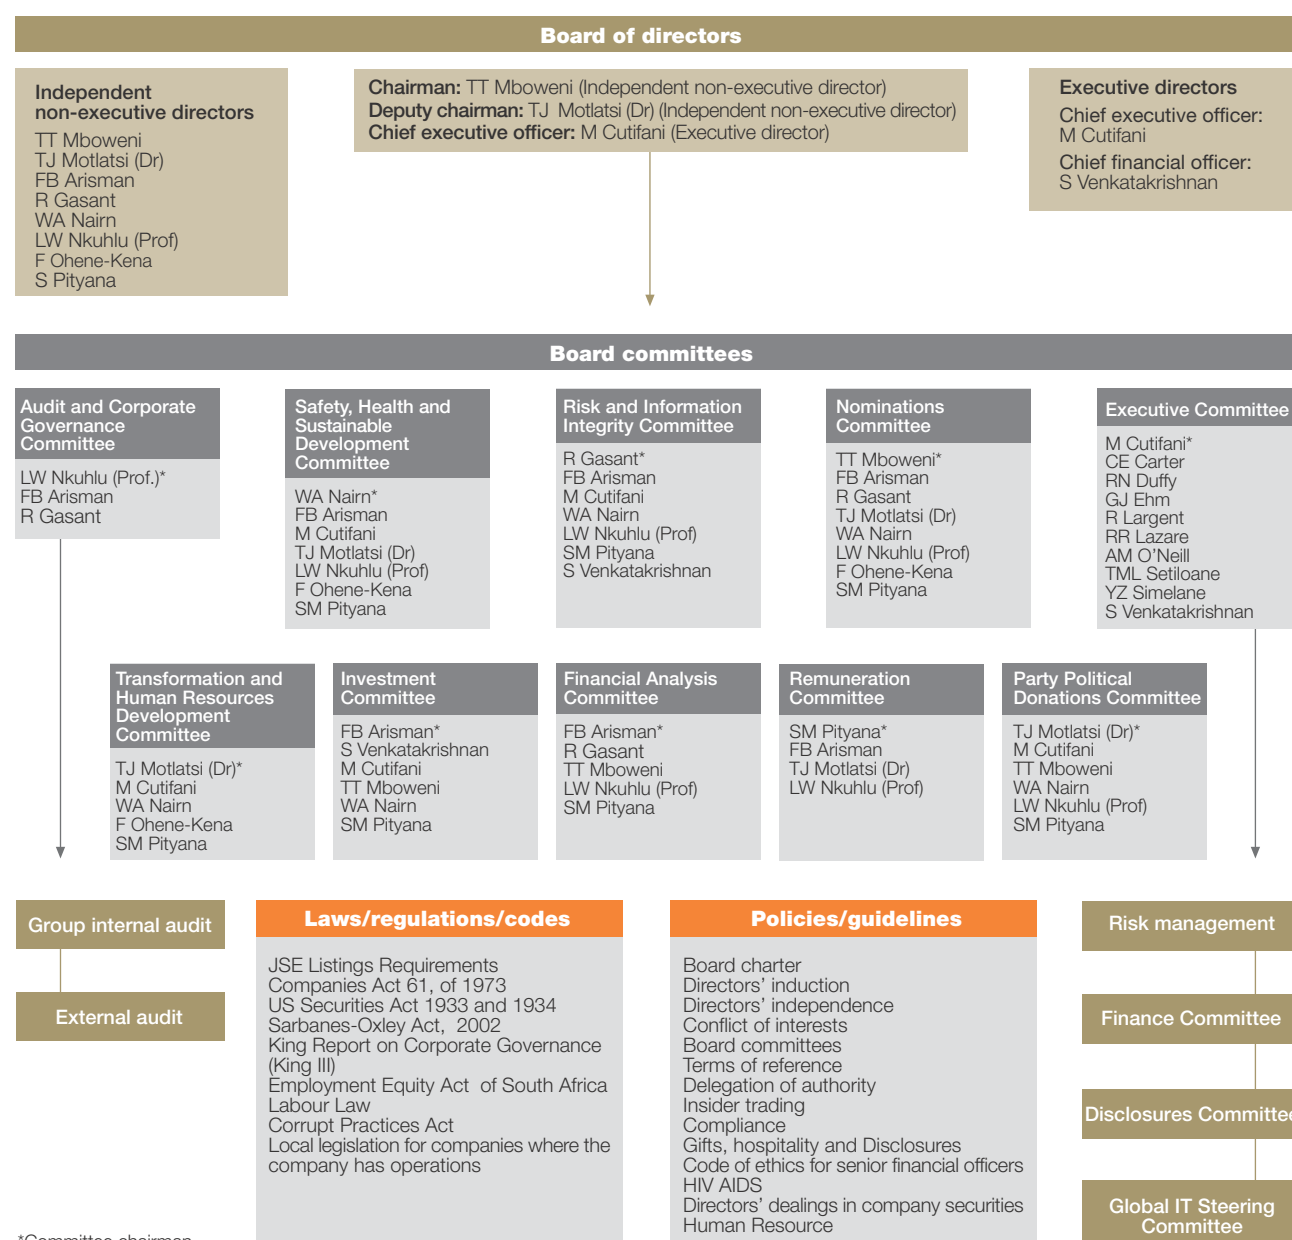 Board of directors
Independent
non-executive directors
TT Mboweni
TJ Motlatsi (Dr)
FB Arisman
R Gasant
WA Nairn
LW Nkuhlu (Prof)
F Ohene-Kena
S Pityana
Chairman: TT Mboweni (Independent non-executive director)
Deputy chairman: TJ Motlatsi (Dr) (Independent non-executive director)
Chief executive officer: M Cutifani (Executive director)
Executive directors
Chief executive officer:
M Cutifani
Chief financial officer:
S Venkatakrishnan
Board committees
Audit and Corporate
Governance
Committee
LW Nkuhlu (Prof.)*
FB Arisman
R Gasant
Safety, Health and
Sustainable
Development
Committee
WA Nairn*
FB Arisman
M Cutifani
TJ Motlatsi (Dr)
LW Nkuhlu (Prof)
F Ohene-Kena
SM Pityana
Risk and Information
Integrity Committee
R Gasant*
FB Arisman
M Cutifani
WA Nairn
LW Nkuhlu (Prof)
SM Pityana
S Venkatakrishnan
Nominations
Committee
TT Mboweni*
FB Arisman
R Gasant
TJ Motlatsi (Dr)
WA Nairn
LW Nkuhlu (Prof)
F Ohene-Kena
SM Pityana
Executive Committee
M Cutifani*
CE Carter
RN Duffy
GJ Ehm
R Largent
RR Lazare
AM O’Neill
TML Setiloane
YZ Simelane
S Venkatakrishnan
Transformation and
Human Resources
Development
Committee
TJ Motlatsi (Dr)*
M Cutifani
WA Nairn
F Ohene-Kena
SM Pityana
Investment
Committee
FB Arisman*
S Venkatakrishnan
M Cutifani
TT Mboweni
WA Nairn
SM Pityana
Financial Analysis
Committee
FB Arisman*
R Gasant
TT Mboweni
LW Nkuhlu (Prof)
SM Pityana
Remuneration
Committee
SM Pityana*
FB Arisman
TJ Motlatsi (Dr)
LW Nkuhlu (Prof)
Party Political
Donations Committee
TJ Motlatsi (Dr)*
M Cutifani
TT Mboweni
WA Nairn
LW Nkuhlu (Prof)
SM Pityana
Group internal audit
External audit
Laws/regulations/codes
JSE Listings Requirements
Companies Act 61, of 1973
US Securities Act 1933 and 1934
Sarbanes-Oxley Act, 2002
King Report on Corporate Governance
(King III)
Employment Equity Act of South Africa
Labour Law
Corrupt Practices Act
Local legislation for companies where the
company has operations
Policies/guidelines
Board charter
Directors’ induction
Directors’ independence
Conflict of interests
Board committees
Terms of reference
Delegation of authority
Insider trading
Compliance
Gifts, hospitality and Disclosures
Code of ethics for senior financial officers
HIV AIDS
Directors’ dealings in company securities
Human Resource
Risk management
Finance Committee
Disclosures Committee
Global IT Steering
Committee
*Committee chairman